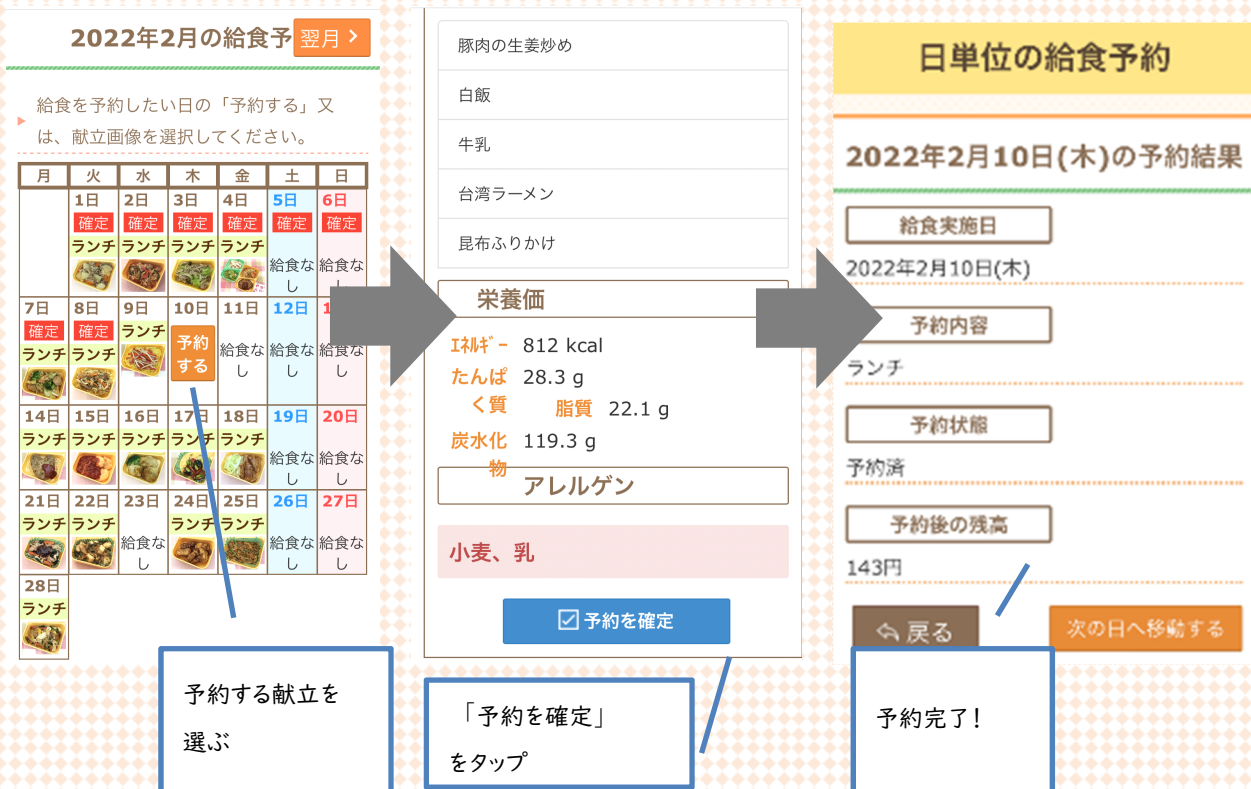 2022年2月の給食予
翌月 >
給食を予約したい日の「予約する」又
は、献立画像を選択してください。
月 火 水 木 金 土 日
1日 2日 3日 4日 5日 6日
確定 確定 確定 確定 確定 確定
ランチ ランチ ランチ ランチ
給食な 給食な
し し
7日 8日 9日 10日 11日 12日 1
確定 確定 ランチ 予約
する
ランチ ランチ 給食な 給食な 給食な
し し し
14日 15日 16日 17日 18日 19日 20日
ランチ ランチ ランチ ランチ ランチ
給食な 給食な
し し
21日 22日 23日 24日 25日 26日 27日
ランチ ランチ ランチ ランチ
給食な 給食な 給食な
し し し
28日
ランチ
予約する献立を
選ぶ
豚肉の生姜炒め
白飯
牛乳
台湾ラーメン
昆布ふりかけ
栄養価
エネルギー 812 kcal
たんぱ 28.3 g
く質 脂質 22.1 g
炭水化 119.3 g
物
アレルゲン
小麦、乳
予約を確定
「予約を確定」
をタップ
日単位の給食予約
2022年2月10日(木)の予約結果
給食実施日
2022年2月10日(木)
予約内容
ランチ
予約状態
予約済
予約後の残高
143円
戻る
次の日へ移動する
予約完了!